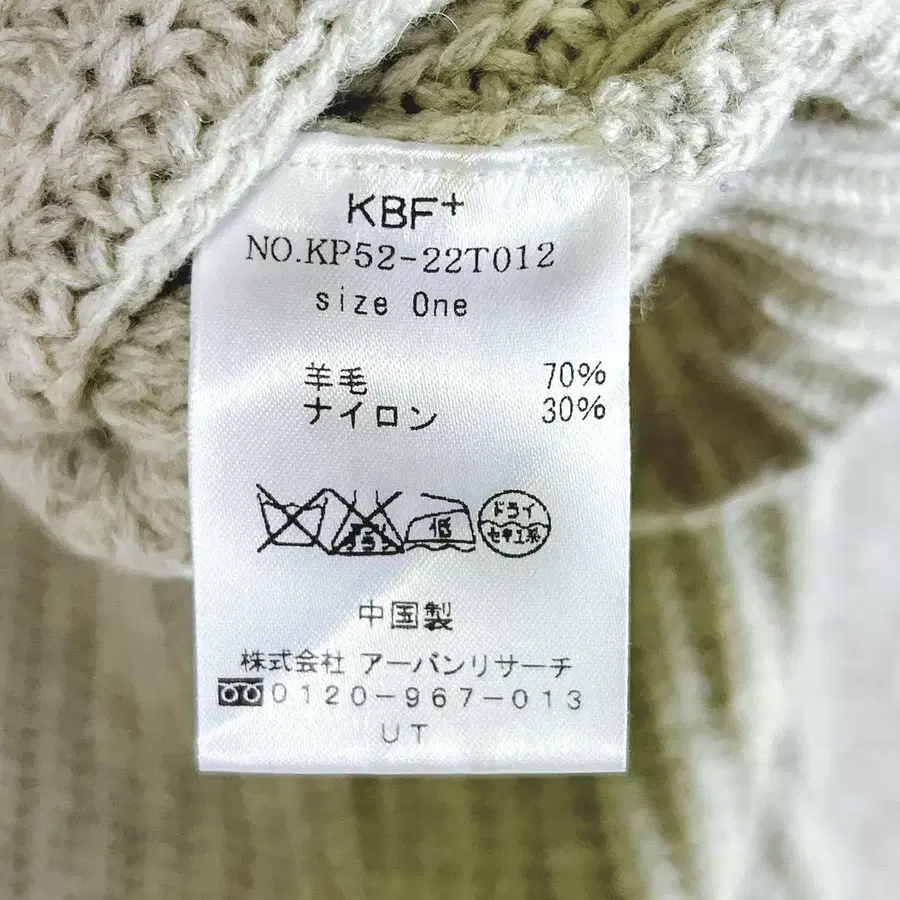 KBF+
NO.KP52-22T012
size One
羊毛 70%
ナイロン 30%
低 ドライ
セキユ系
中国製
株式会社 アーバンリサーチ
0120-967-013
UT